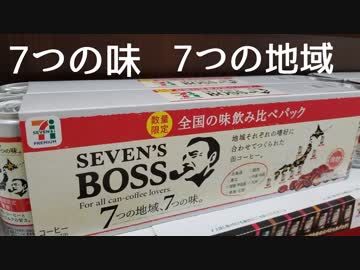 7つの味 7つの地域
数量
限定
全国の味飲み比べパック
7
ELEVEN
PREMIUM
SEVEN'S
BOSS
For all can-coffee lovers.
7つの地域、7つの味。
地域それぞれの嗜好に
合わせてつくられた
缶コーヒー。
コーヒー